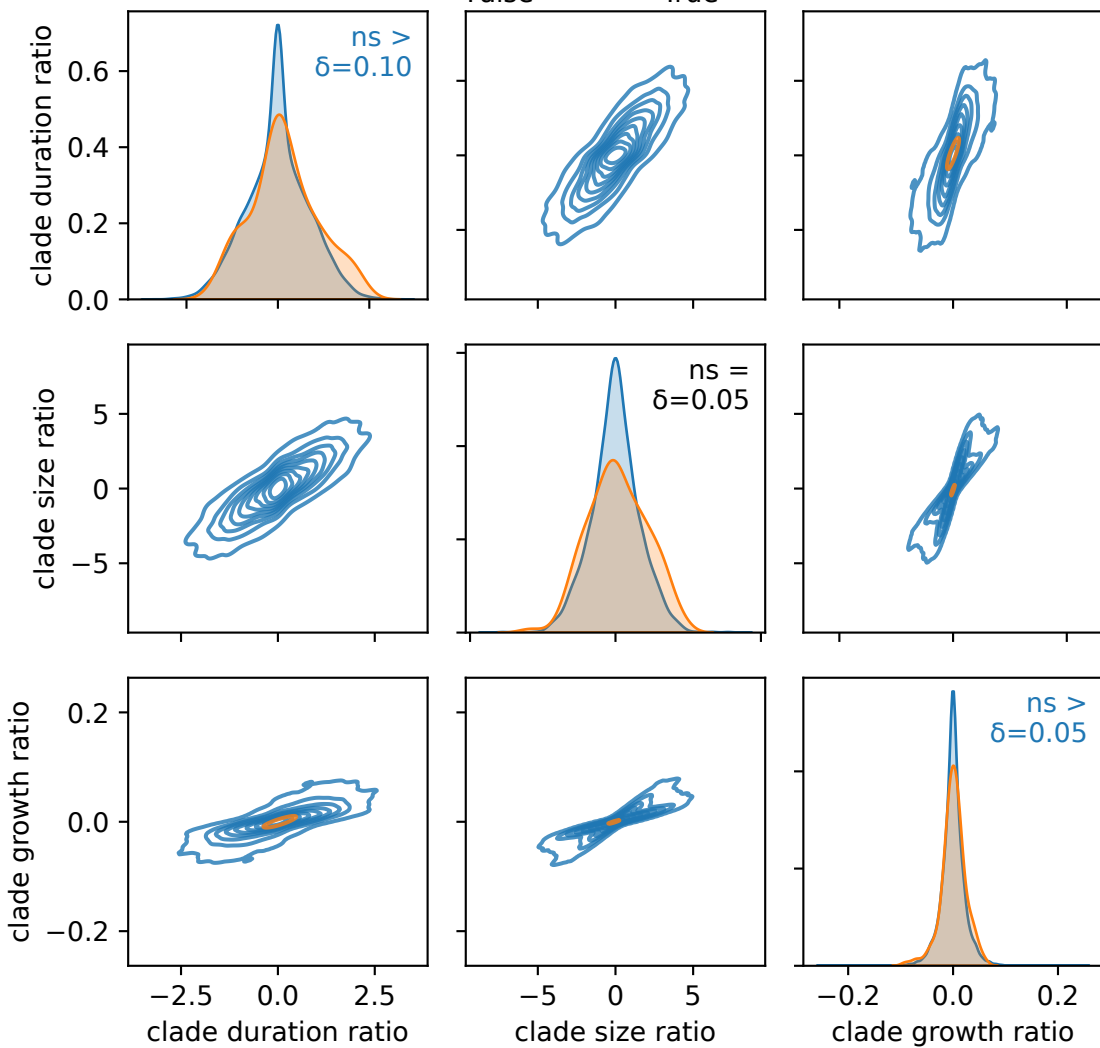 clade duration ratio
0.6
0.4
0.2
0.0
ns >
δ=0.10
clade size ratio
5
0
−5
ns =
δ=0.05
clade growth ratio
0.2
0.0
−0.2
ns >
δ=0.05
−2.5 0.0 2.5
clade duration ratio
−5 0 5
clade size ratio
−0.2 0.0 0.2
clade growth ratio